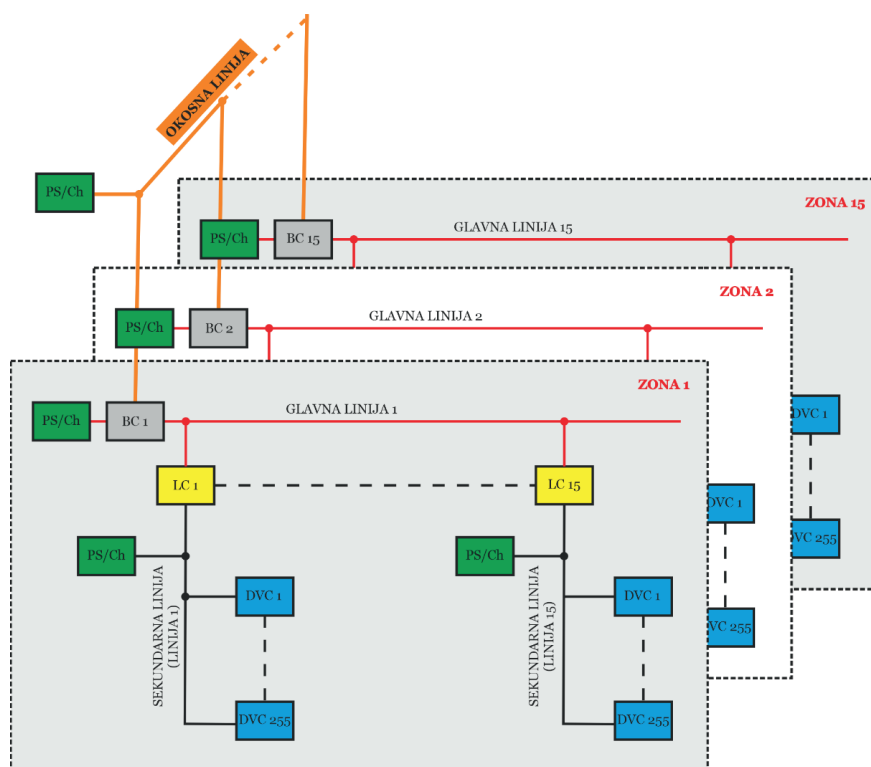 OKOSNA LINIJA
PS/Ch
ZONA 15
GLAVNA LINIJA 15
PS/Ch
BC 15
ZONA 2
GLAVNA LINIJA 2
PS/Ch
BC 2
ZONA 1
GLAVNA LINIJA 1
PS/Ch
BC 1
DVC 1
LC 1
LC 15
DVC 1
VC 255
PS/Ch
PS/Ch
SEKUNDARNA LINIJA
(LINIJA 1)
DVC 1
SEKUNDARNA LINIJA
(LINIJA 15)
DVC 1
DVC 255
DVC 255
DVC 255